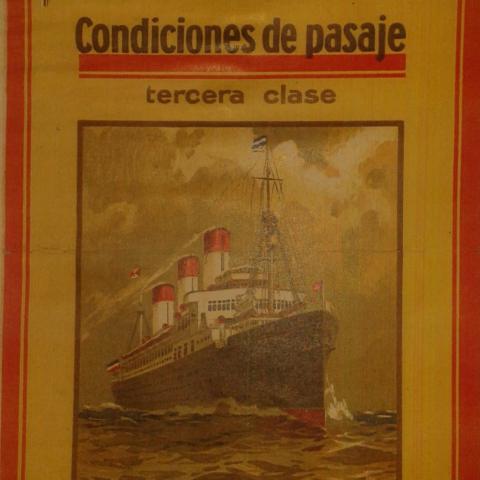 Condiciones de pasaje
tercera clase